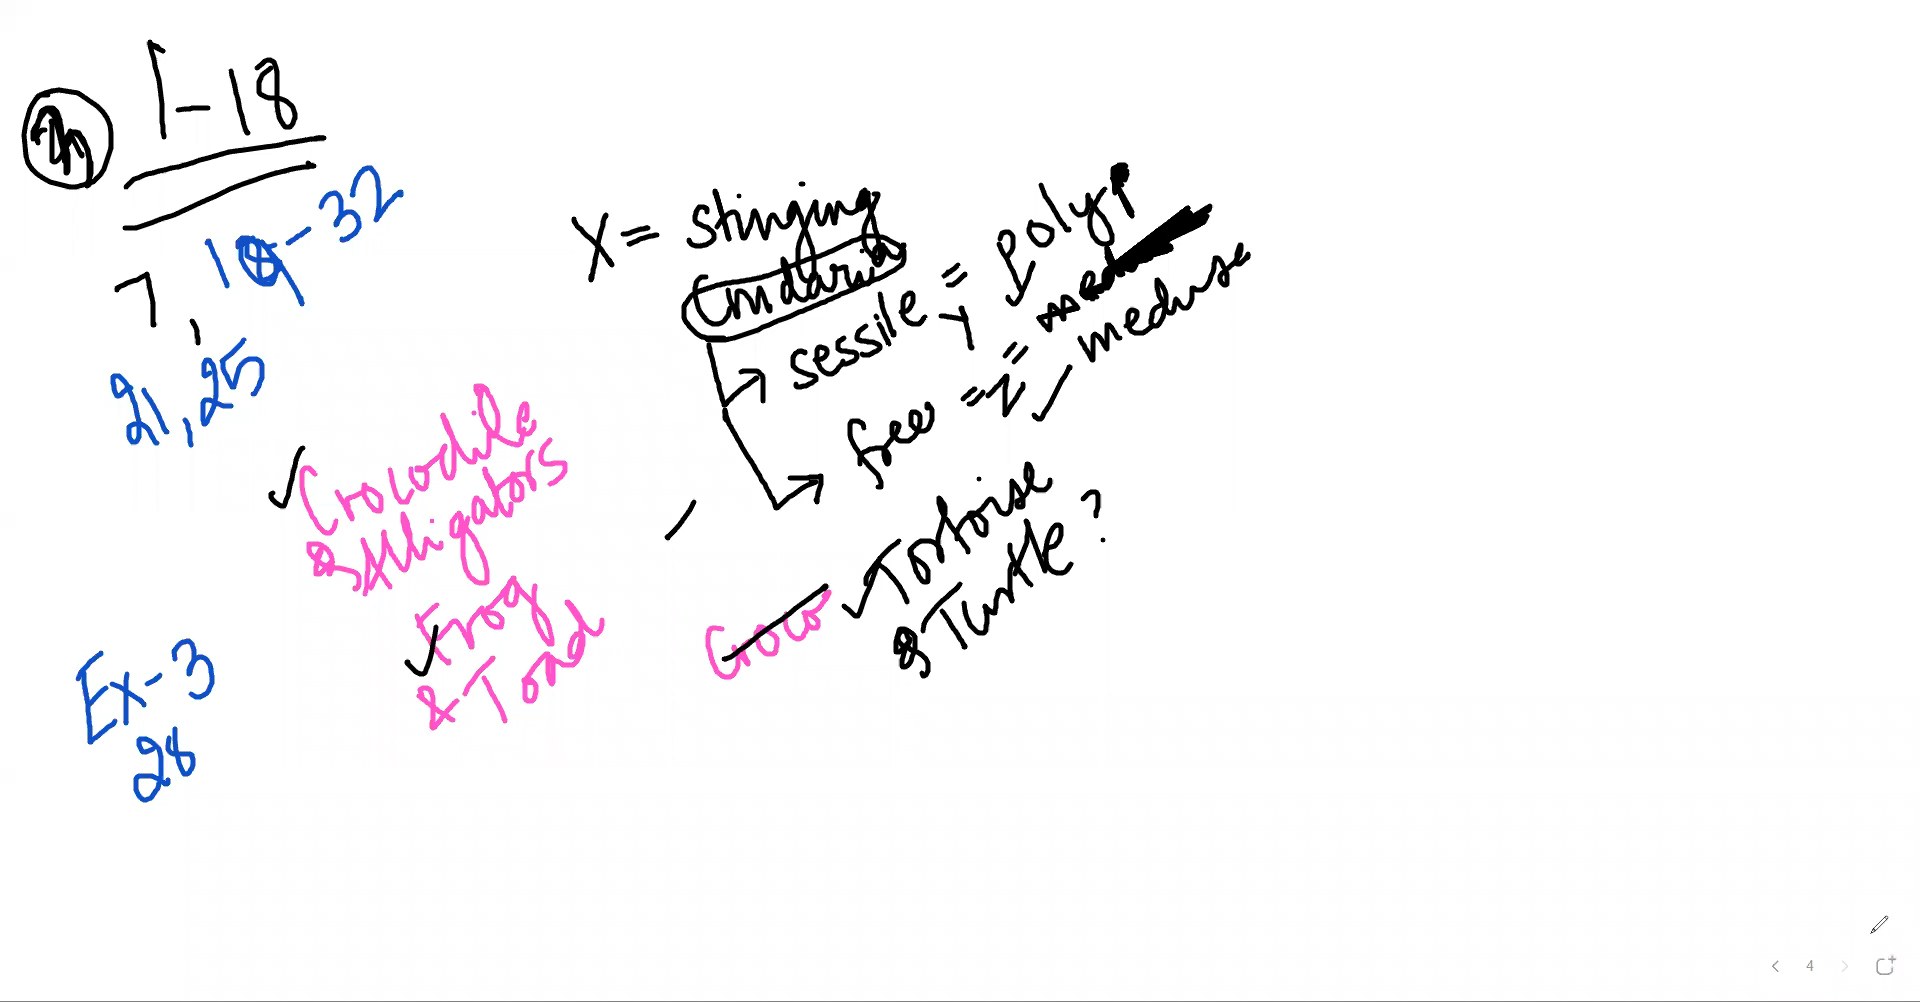 1-18
19-32
7,
21, 25
X = stinging
Cnidaria
sessile = Y = polyp
free = Z = medusa
Crocodile
& Alligators
Frog
& Toad
Croco
Tortoise
& Turtle?
Ex-3
28
4